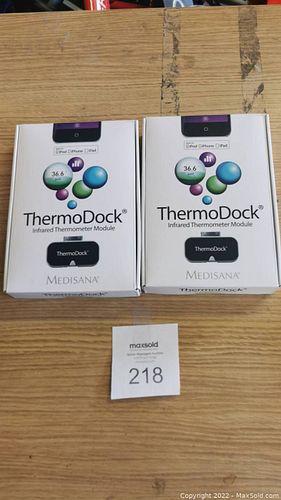 iPod iPhone iPad
36.6
ThermoDock®
Infrared Thermometer Module
ThermoDock
MEDISANA
iPod iPhone iPad
36.6
ThermoDock®
Infrared Thermometer Module
ThermoDock
MEDISANA
maxsold
218
Copyright © 2022 - MaxSold.com